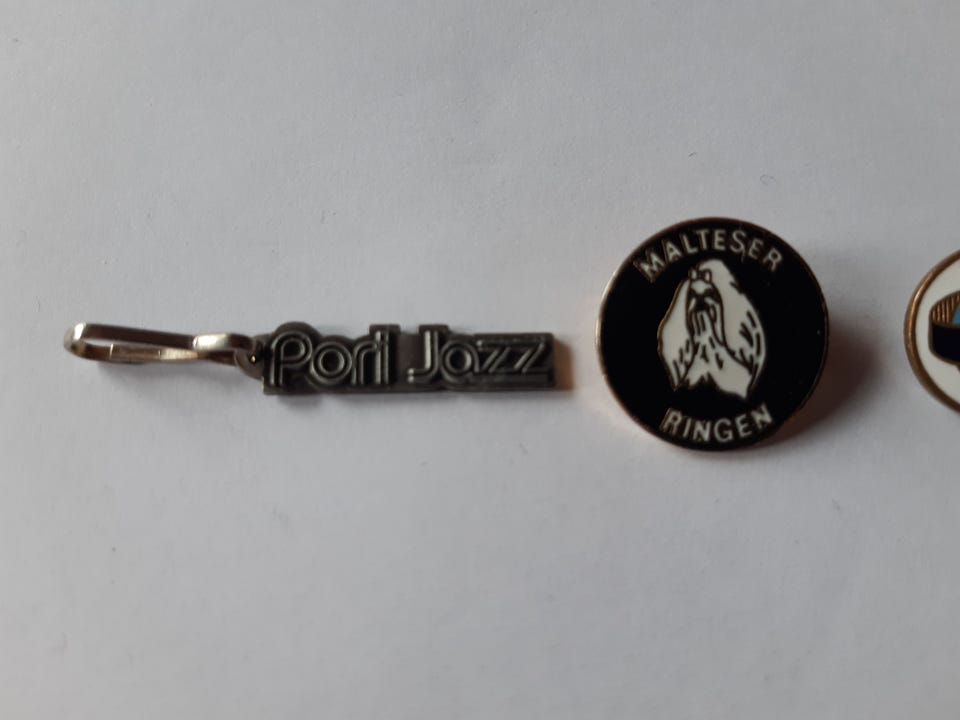 Pori Jazz
MALTESER
RINGEN